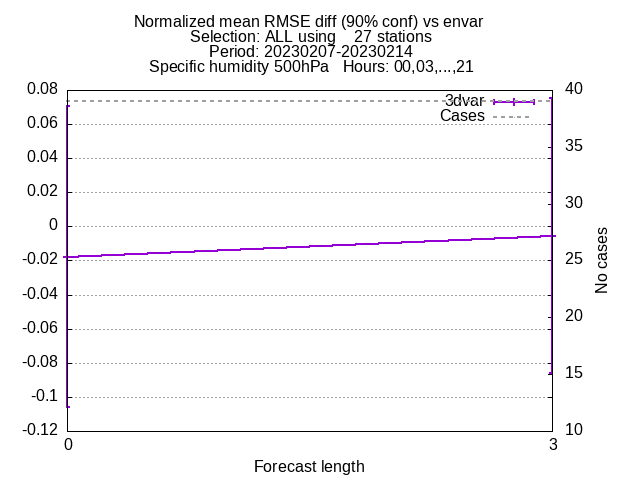 Normalized mean RMSE diff (90% conf) vs envar
Selection: ALL using    27 stations
Period: 20230207-20230214
Specific humidity 500hPa   Hours: 00,03,...,21
0.08
0.06
0.04
0.02
0
-0.02
-0.04
-0.06
-0.08
-0.1
-0.12
3dvar
Cases
40
35
30
25
20
15
10
No cases
0
3
Forecast length